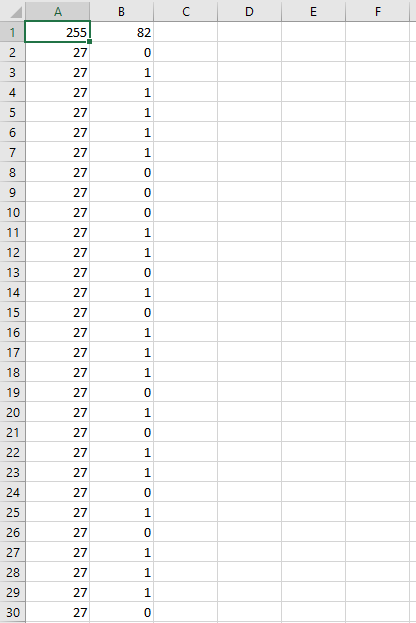 A B C D E F
1 255 82
2 27 0
3 27 1
4 27 1
5 27 1
6 27 1
7 27 1
8 27 0
9 27 0
10 27 0
11 27 1
12 27 1
13 27 0
14 27 1
15 27 0
16 27 1
17 27 1
18 27 1
19 27 0
20 27 1
21 27 0
22 27 1
23 27 1
24 27 0
25 27 1
26 27 0
27 27 1
28 27 1
29 27 1
30 27 0